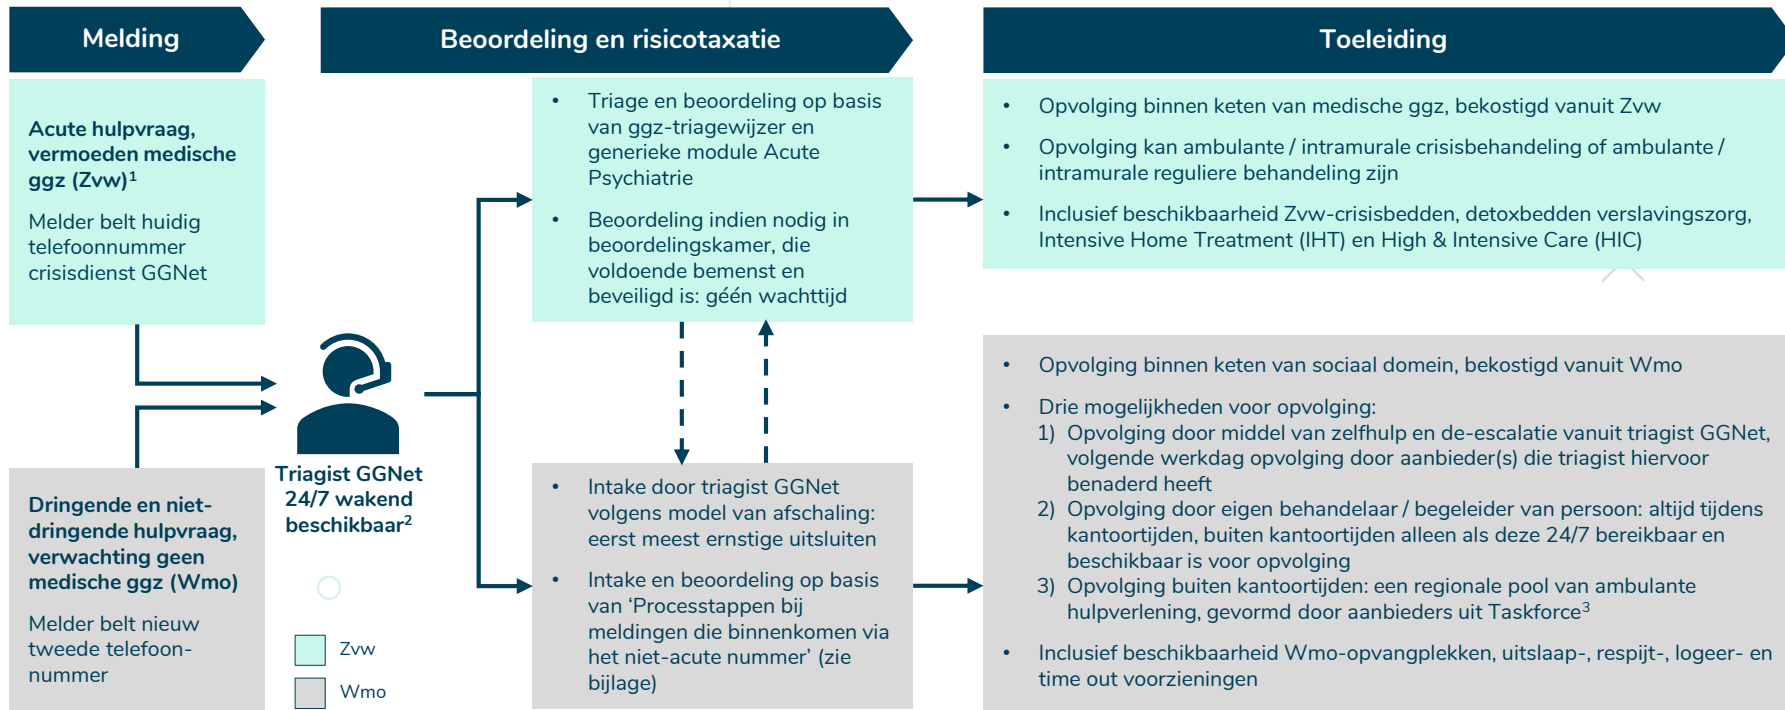 Melding
Beoordeling en risicotaxatie
Toeleiding
Acute hulpvraag,
vermoeden medische
ggz (Zvw)¹
Melder belt huidig
telefoonnummer
crisisdienst GGNet
Dringende en niet-
dringende hulpvraag,
verwachting geen
medische ggz (Wmo)
Melder belt nieuw
tweede telefoon-
nummer
Triagist GGNet
24/7 wakend
beschikbaar²
Zvw
Wmo
• Triage en beoordeling op basis
van ggz-triagewijzer en
generieke module Acute
Psychiatrie
• Beoordeling indien nodig in
beoordelingskamer, die
voldoende bemenst en
beveiligd is: géén wachttijd
• Intake door triagist GGNet
volgens model van afschaling:
eerst meest ernstige uitsluiten
• Intake en beoordeling op basis
van ‘Processtappen bij
meldingen die binnenkomen via
het niet-acute nummer’ (zie
bijlage)
• Opvolging binnen keten van medische ggz, bekostigd vanuit Zvw
• Opvolging kan ambulante / intramurale crisisbehandeling of ambulante /
intramurale reguliere behandeling zijn
• Inclusief beschikbaarheid Zvw-crisisbedden, detoxbedden verslavingszorg,
Intensive Home Treatment (IHT) en High & Intensive Care (HIC)
• Opvolging binnen keten van sociaal domein, bekostigd vanuit Wmo
• Drie mogelijkheden voor opvolging:
1) Opvolging door middel van zelfhulp en de-escalatie vanuit triagist GGNet,
volgende werkdag opvolging door aanbieder(s) die triagist hiervoor
benaderd heeft
2) Opvolging door eigen behandelaar / begeleider van persoon: altijd tijdens
kantoortijden, buiten kantoortijden alleen als deze 24/7 bereikbaar en
beschikbaar is voor opvolging
3) Opvolging buiten kantoortijden: een regionale pool van ambulante
hulpverlening, gevormd door aanbieders uit Taskforce³
• Inclusief beschikbaarheid Wmo-opvangplekken, uitslaap-, respijt-, logeer- en
time out voorzieningen